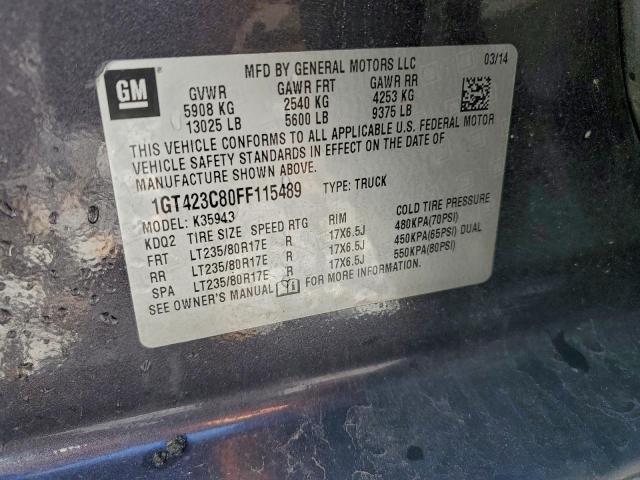 GM
MFD BY GENERAL MOTORS LLC 03/14
GVWR GAWR FRT GAWR RR
5908 KG 2540 KG 4253 KG
13025 LB 5600 LB 9375 LB
THIS VEHICLE CONFORMS TO ALL APPLICABLE U.S. FEDERAL MOTOR
VEHICLE SAFETY STANDARDS IN EFFECT ON THE DATE OF
MANUFACTURE SHOWN ABOVE.
1GT423C80FF115489 TYPE: TRUCK
MODEL: K35943
KDQ2 TIRE SIZE SPEED RTG RIM COLD TIRE PRESSURE
FRT LT235/80R17E R 17X6.5J 480KPA(70PSI)
RR LT235/80R17E R 17X6.5J 450KPA(65PSI) DUAL
SPA LT235/80R17E R 17X6.5J 550KPA(80PSI)
SEE OWNER'S MANUAL FOR MORE INFORMATION.